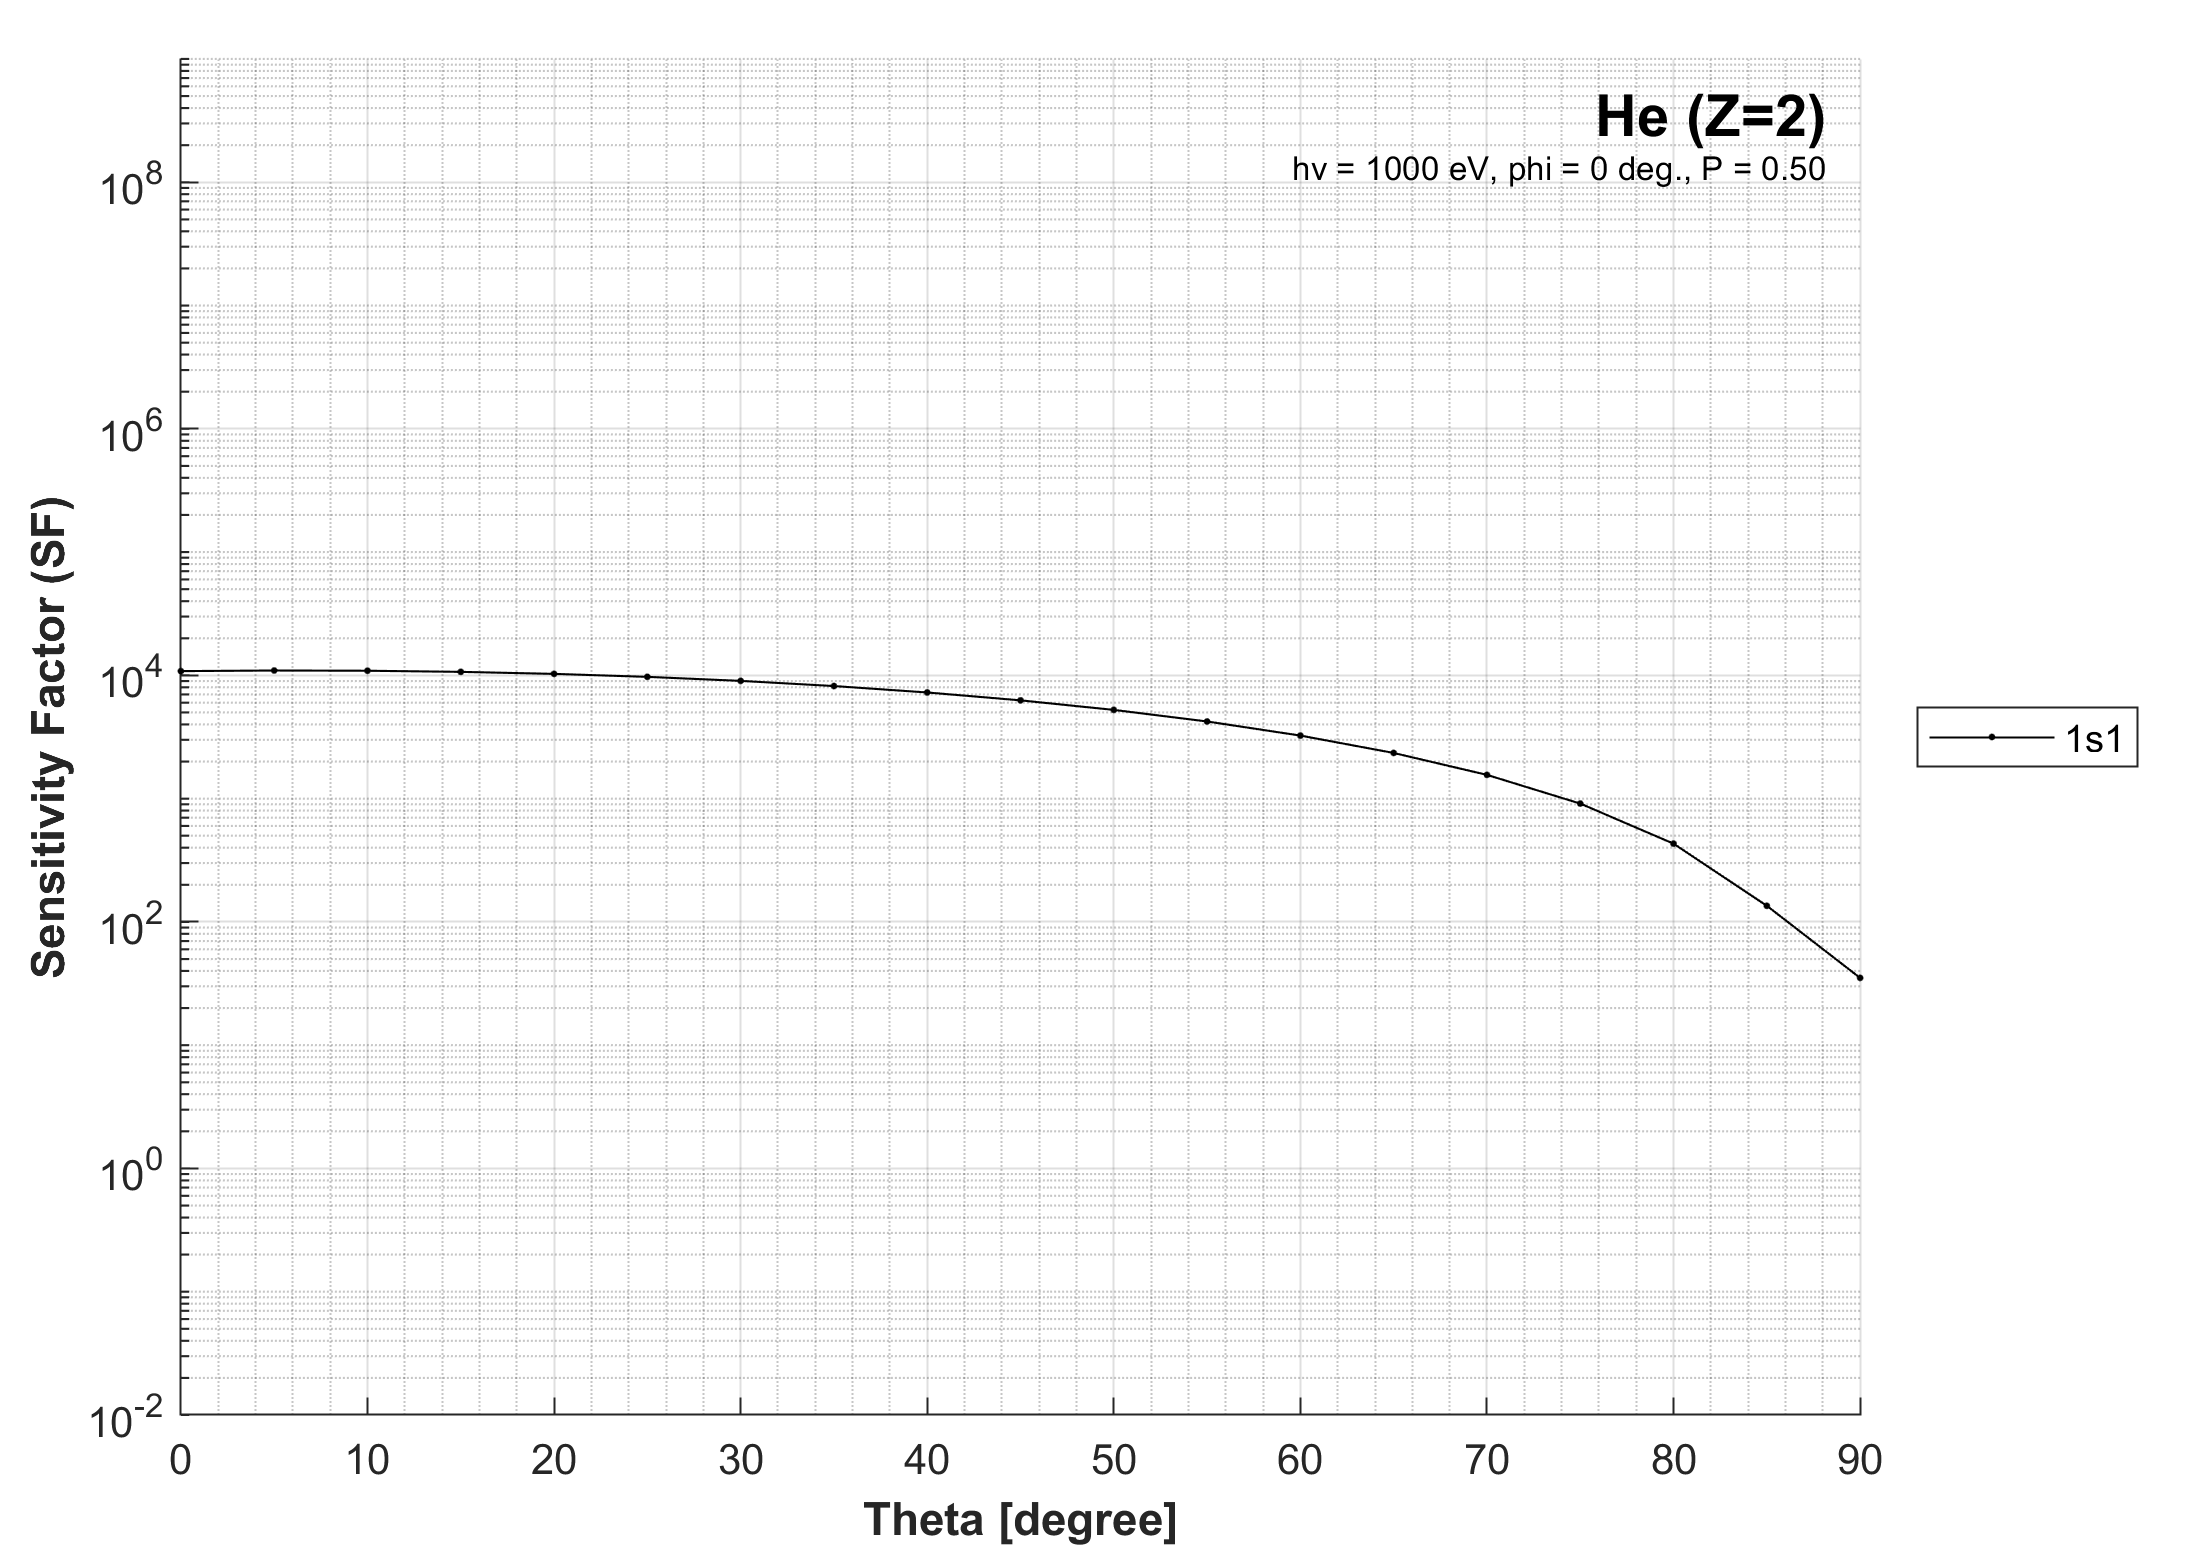 He (Z=2)
hv = 1000 eV, phi = 0 deg., P = 0.50
Sensitivity Factor (SF)
10^8
10^6
10^4
10^2
10^0
10^-2
0 10 20 30 40 50 60 70 80 90
Theta [degree]
1s1